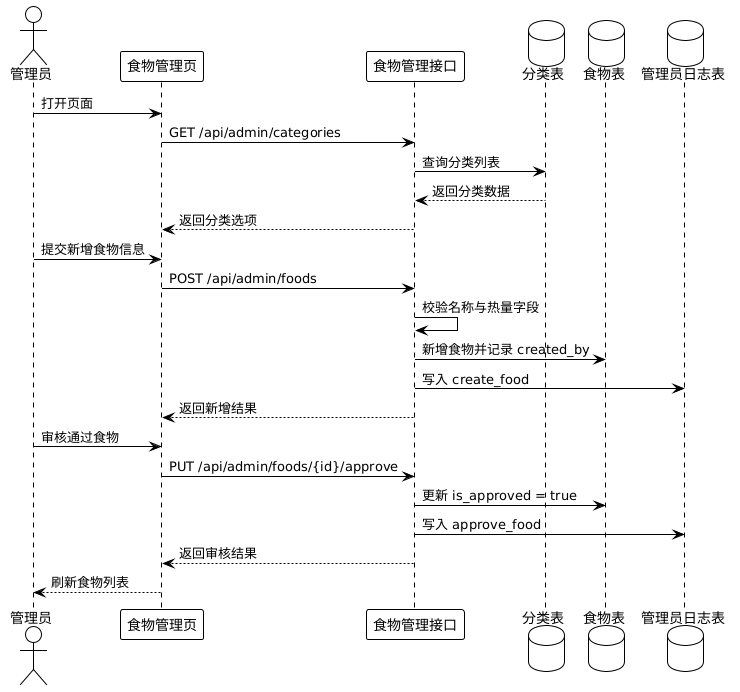 管理员
食物管理页
食物管理接口
分类表
食物表
管理员日志表
打开页面
GET /api/admin/categories
查询分类列表
返回分类数据
返回分类选项
提交新增食物信息
POST /api/admin/foods
校验名称与热量字段
新增食物并记录 created_by
写入 create_food
返回新增结果
审核通过食物
PUT /api/admin/foods/{id}/approve
更新 is_approved = true
写入 approve_food
返回审核结果
刷新食物列表
管理员
食物管理页
食物管理接口
分类表
食物表
管理员日志表